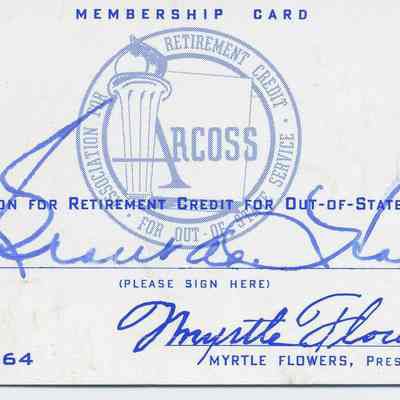 MEMBERSHIP CARD
ASSOCIATION FOR RETIREMENT CREDIT
ARCOSS
• FOR OUT-OF STATE SERVICE •
ON FOR RETIREMENT CREDIT FOR OUT-OF-STATE
(PLEASE SIGN HERE)
Myrtle Flow
64
MYRTLE FLOWERS, PRES